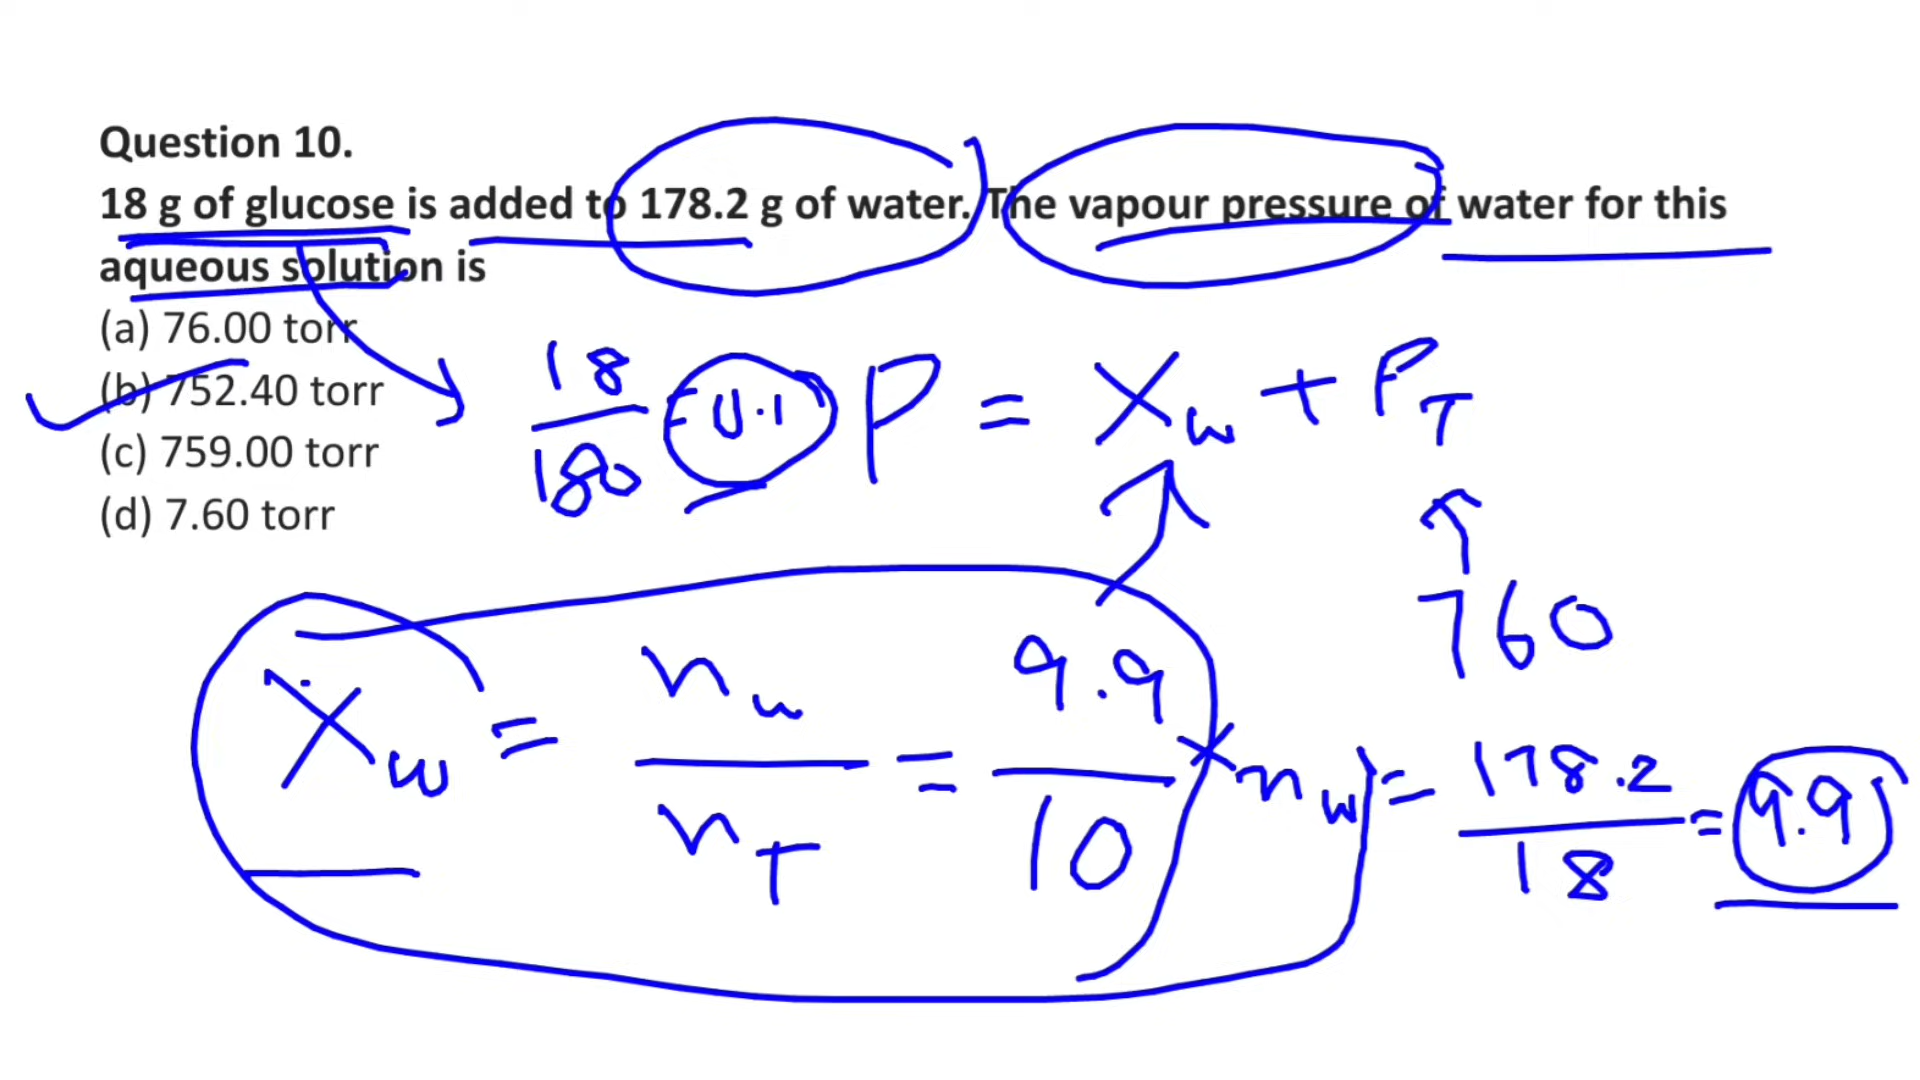 Question 10.
18 g of glucose is added to 178.2 g of water. The vapour pressure of water for this
aqueous solution is
(a) 76.00 torr
(b) 752.40 torr
(c) 759.00 torr
(d) 7.60 torr
18/180 = 0.1
P = Xw + PT
760
Xw = nw/nT = 9.9/10
nw = 178.2/18 = 9.9